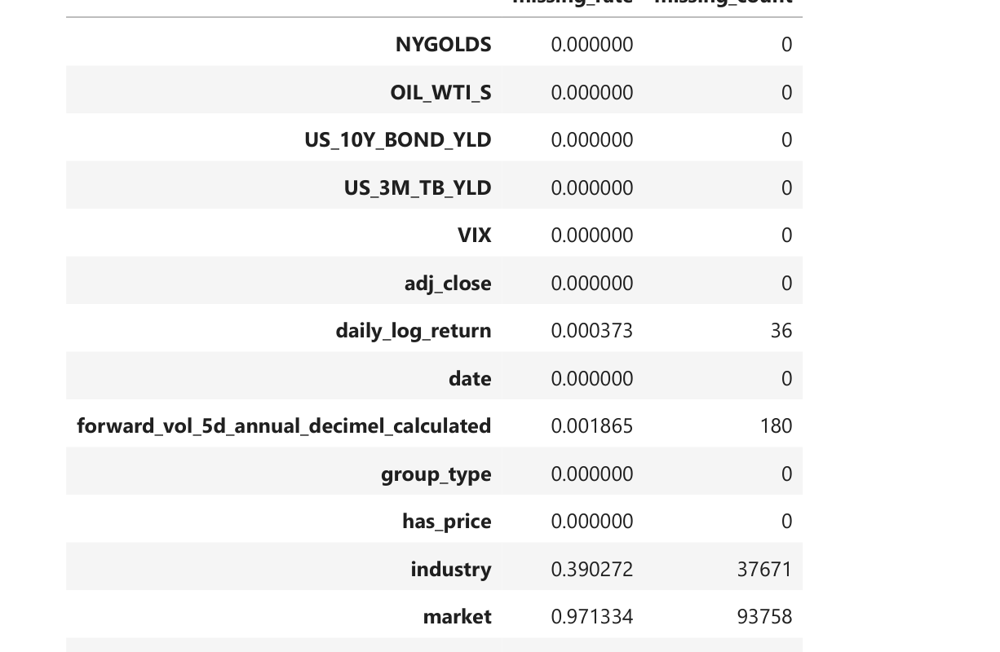 missing_rate missing_count
NYGOLDS 0.000000 0
OIL_WTI_S 0.000000 0
US_10Y_BOND_YLD 0.000000 0
US_3M_TB_YLD 0.000000 0
VIX 0.000000 0
adj_close 0.000000 0
daily_log_return 0.000373 36
date 0.000000 0
forward_vol_5d_annual_decimel_calculated 0.001865 180
group_type 0.000000 0
has_price 0.000000 0
industry 0.390272 37671
market 0.971334 93758